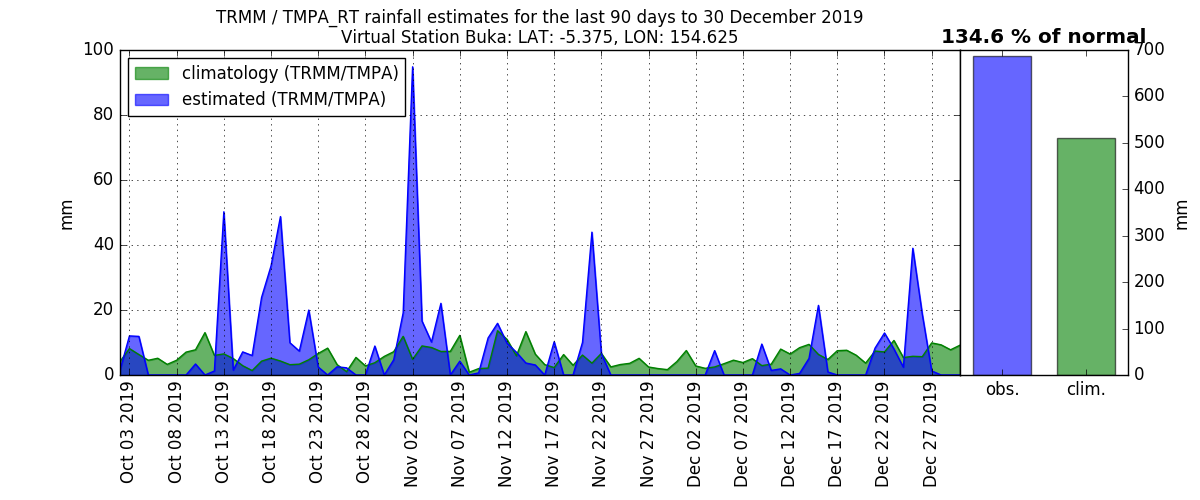 TRMM / TMPA_RT rainfall estimates for the last 90 days to 30 December 2019
Virtual Station Buka: LAT: -5.375, LON: 154.625
134.6 % of normal
climatology (TRMM/TMPA)
estimated (TRMM/TMPA)
100
80
60
40
20
0
mm
Oct 03 2019
Oct 08 2019
Oct 13 2019
Oct 18 2019
Oct 23 2019
Oct 28 2019
Nov 02 2019
Nov 07 2019
Nov 12 2019
Nov 17 2019
Nov 22 2019
Nov 27 2019
Dec 02 2019
Dec 07 2019
Dec 12 2019
Dec 17 2019
Dec 22 2019
Dec 27 2019
700
600
500
400
300
200
100
0
mm
obs.
clim.